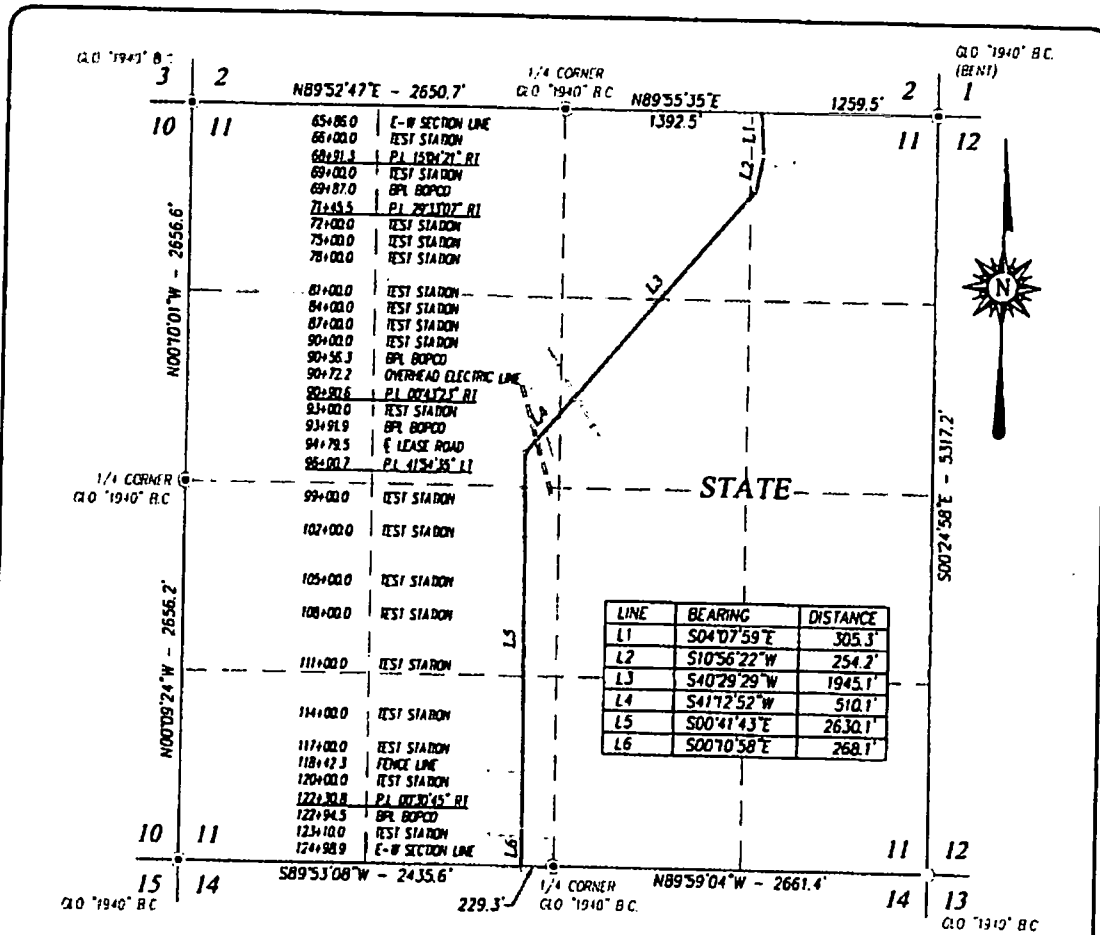 GLO "1940" B.C.
GLO "1940" B.C.
(BENT)
3 2
1/4 CORNER
GLO "1940" B.C.
2 1
N89°52'47"E - 2650.7'
N89°55'35"E
1392.5'
1259.5'
10 11
11 12
65+86.0 E-W SECTION LINE
66+00.0 TEST STATION
68+91.3 P.I. 15°04'21" RT
69+00.0 TEST STATION
69+87.0 BPL BOPCO
71+45.5 P.I. 29°33'07" RT
72+00.0 TEST STATION
75+00.0 TEST STATION
78+00.0 TEST STATION
81+00.0 TEST STATION
84+00.0 TEST STATION
87+00.0 TEST STATION
90+00.0 TEST STATION
90+56.3 BPL BOPCO
90+72.2 OVERHEAD ELECTRIC LINE
90+90.6 P.I. 00°43'23" RT
93+00.0 TEST STATION
93+91.9 BPL BOPCO
94+79.5 ℄ LEASE ROAD
96+00.7 P.I. 41°54'35" LT
99+00.0 TEST STATION
102+00.0 TEST STATION
105+00.0 TEST STATION
108+00.0 TEST STATION
111+00.0 TEST STATION
114+00.0 TEST STATION
117+00.0 TEST STATION
118+42.3 FENCE LINE
120+00.0 TEST STATION
122+30.8 P.I. 00°30'45" RT
122+94.5 BPL BOPCO
123+10.0 TEST STATION
124+98.9 E-W SECTION LINE
N00°10'01"W - 2656.6'
1/4 CORNER
GLO "1940" B.C.
N00°09'24"W - 2656.2'
L1
L2
L3
L4
L5
L6
N
STATE
S00°24'58"E - 5317.2'
LINE BEARING DISTANCE
L1 S04°07'59"E 305.3'
L2 S10°56'22"W 254.2'
L3 S40°29'29"W 1945.1'
L4 S41°12'52"W 510.1'
L5 S00°41'43"E 2630.1'
L6 S00°10'58"E 268.1'
10 11
11 12
S89°53'08"W - 2435.6'
229.3'
N89°59'04"W - 2661.4'
15 14
1/4 CORNER
GLO "1940" B.C.
14 13
GLO "1940" B.C.
GLO "1940" B.C.